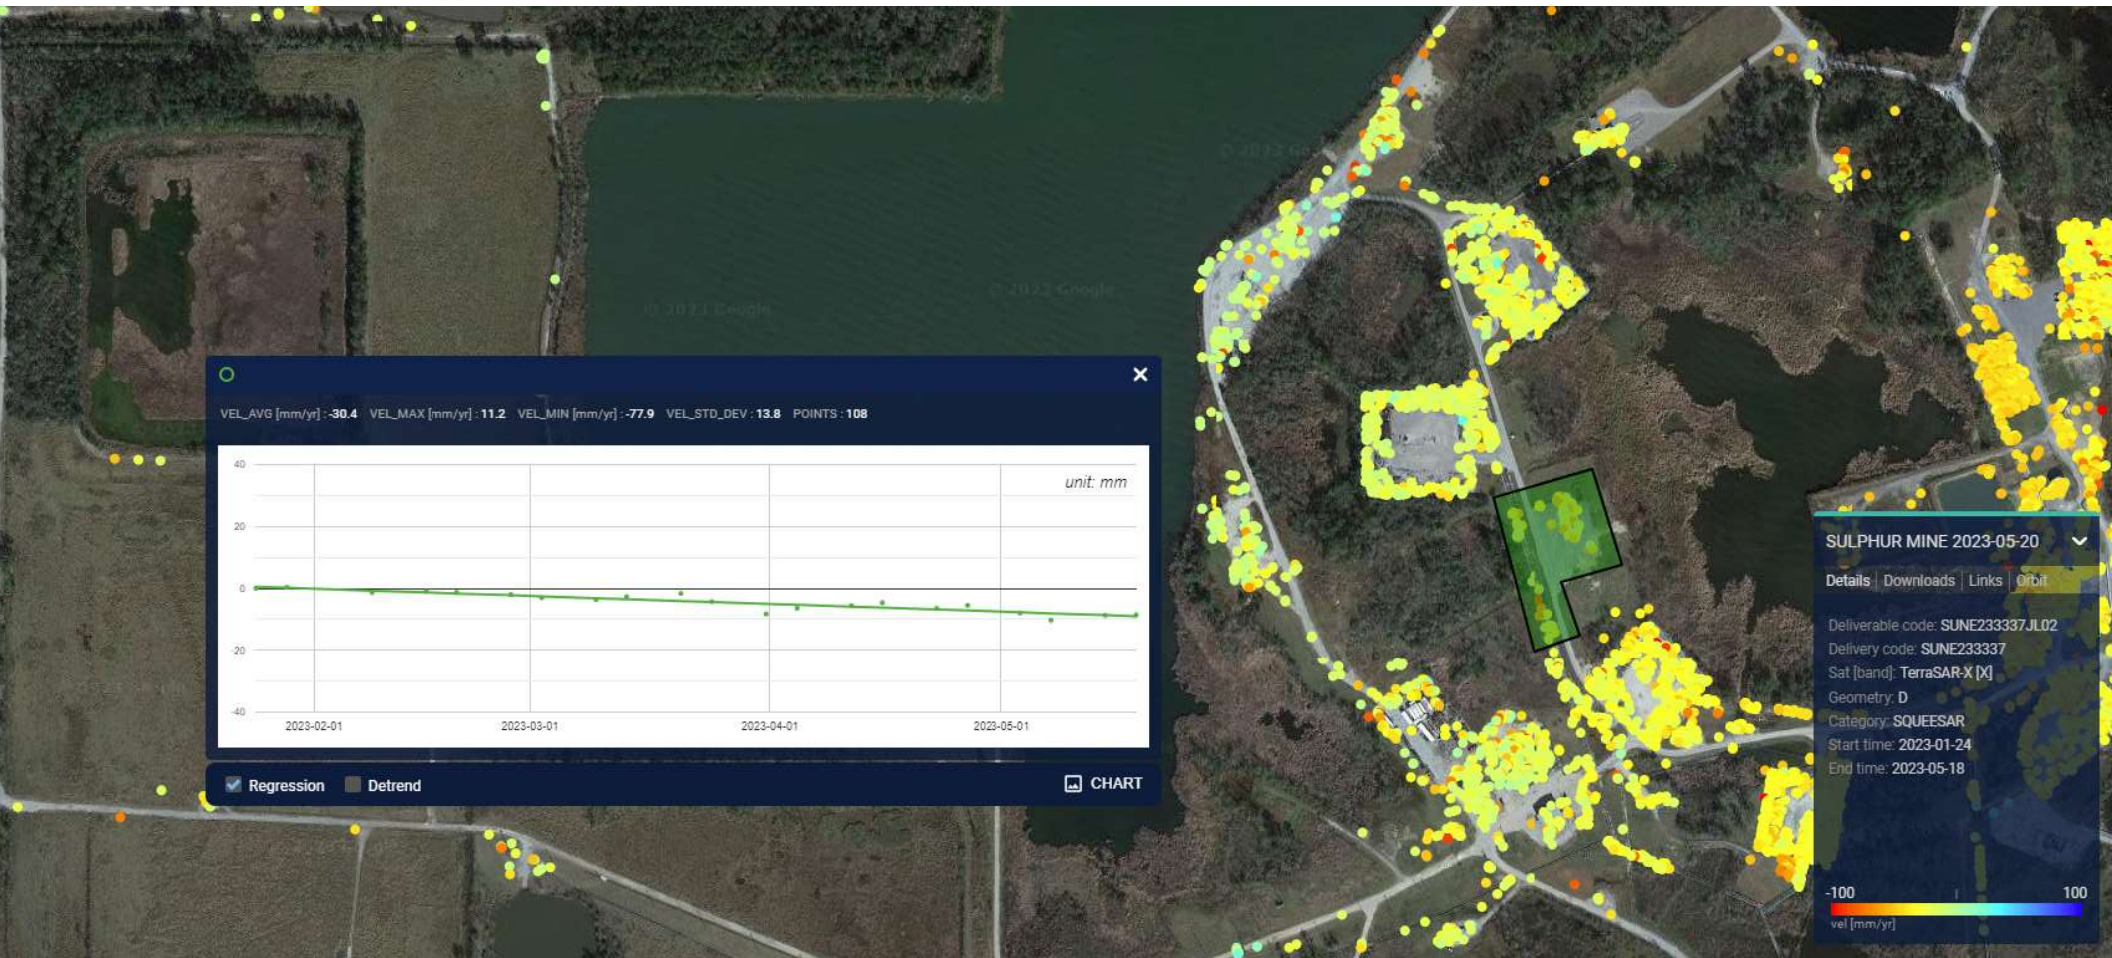 © 2023 Google
© 2023 Google
VEL_AVG [mm/yr] : -30.4 VEL_MAX [mm/yr] : 11.2 VEL_MIN [mm/yr] : -77.9 VEL_STD_DEV : 13.8 POINTS : 108
unit: mm
40
20
0
-20
-40
2023-02-01 2023-03-01 2023-04-01 2023-05-01
Regression Detrend CHART
SULPHUR MINE 2023-05-20
Details Downloads Links Orbit
Deliverable code: SUNE233337JL02
Delivery code: SUNE233337
Sat [band]: TerraSAR-X [X]
Geometry: D
Category: SQUEESAR
Start time: 2023-01-24
End time: 2023-05-18
-100 100
vel [mm/yr]